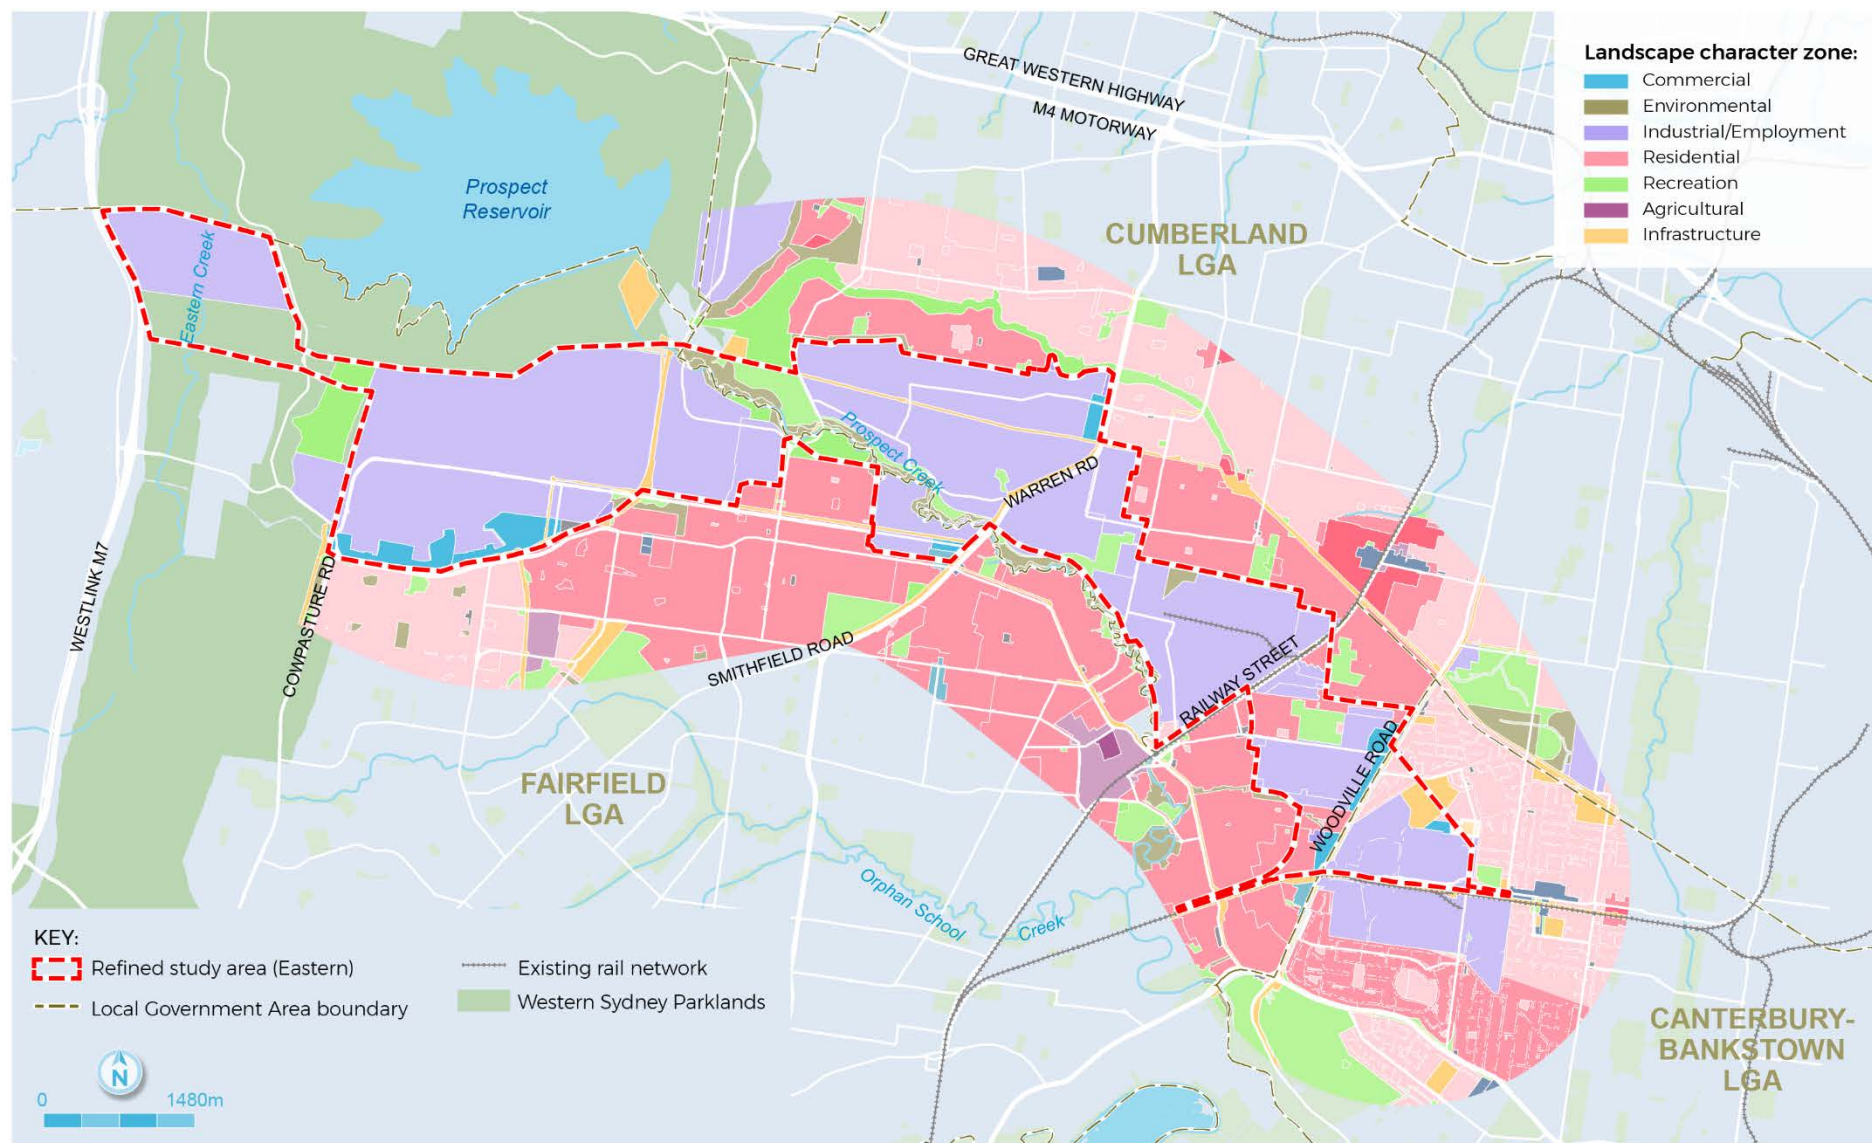 GREAT WESTERN HIGHWAY
M4 MOTORWAY
Landscape character zone:
Commercial
Environmental
Industrial/Employment
Residential
Recreation
Agricultural
Infrastructure
Prospect
Reservoir
CUMBERLAND
LGA
Eastern Creek
Prospect Creek
WARREN RD
WESTLINK M7
COWPASTURE RD
SMITHFIELD ROAD
RAILWAY STREET
WOODVILLE ROAD
FAIRFIELD
LGA
Orphan School
Creek
CANTERBURY-
BANKSTOWN
LGA
KEY:
Refined study area (Eastern)
Local Government Area boundary
Existing rail network
Western Sydney Parklands
N
0 1480m